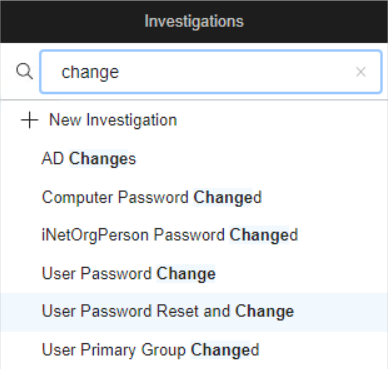 Investigations
change
New Investigation
AD Changes
Computer Password Changed
iNetOrgPerson Password Changed
User Password Change
User Password Reset and Change
User Primary Group Changed